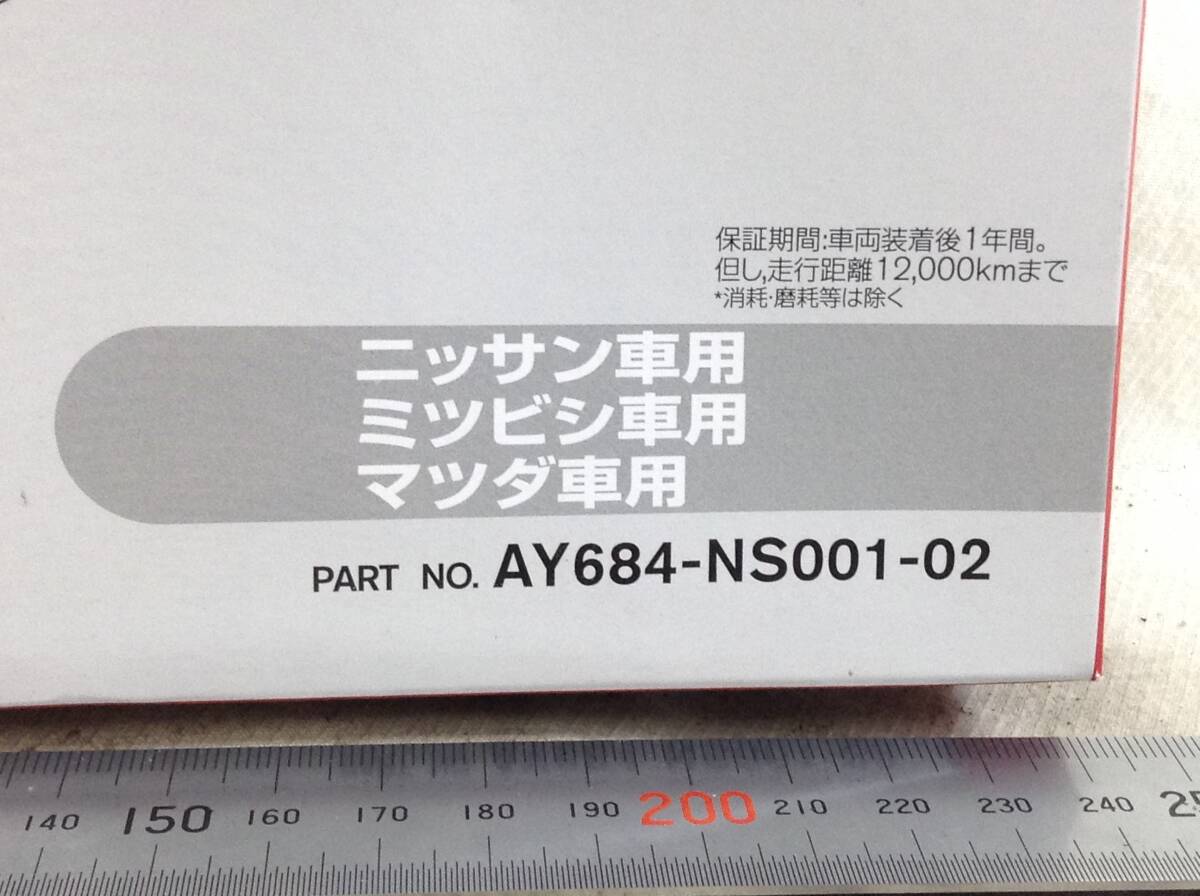 保証期間:車両装着後1年間。
但し,走行距離12,000kmまで
*消耗・磨耗等は除く
ニッサン車用
ミツビシ車用
マツダ車用
PART NO. AY684-NS001-02
140 150 160 170 180 190 200 210 220 230 240 25